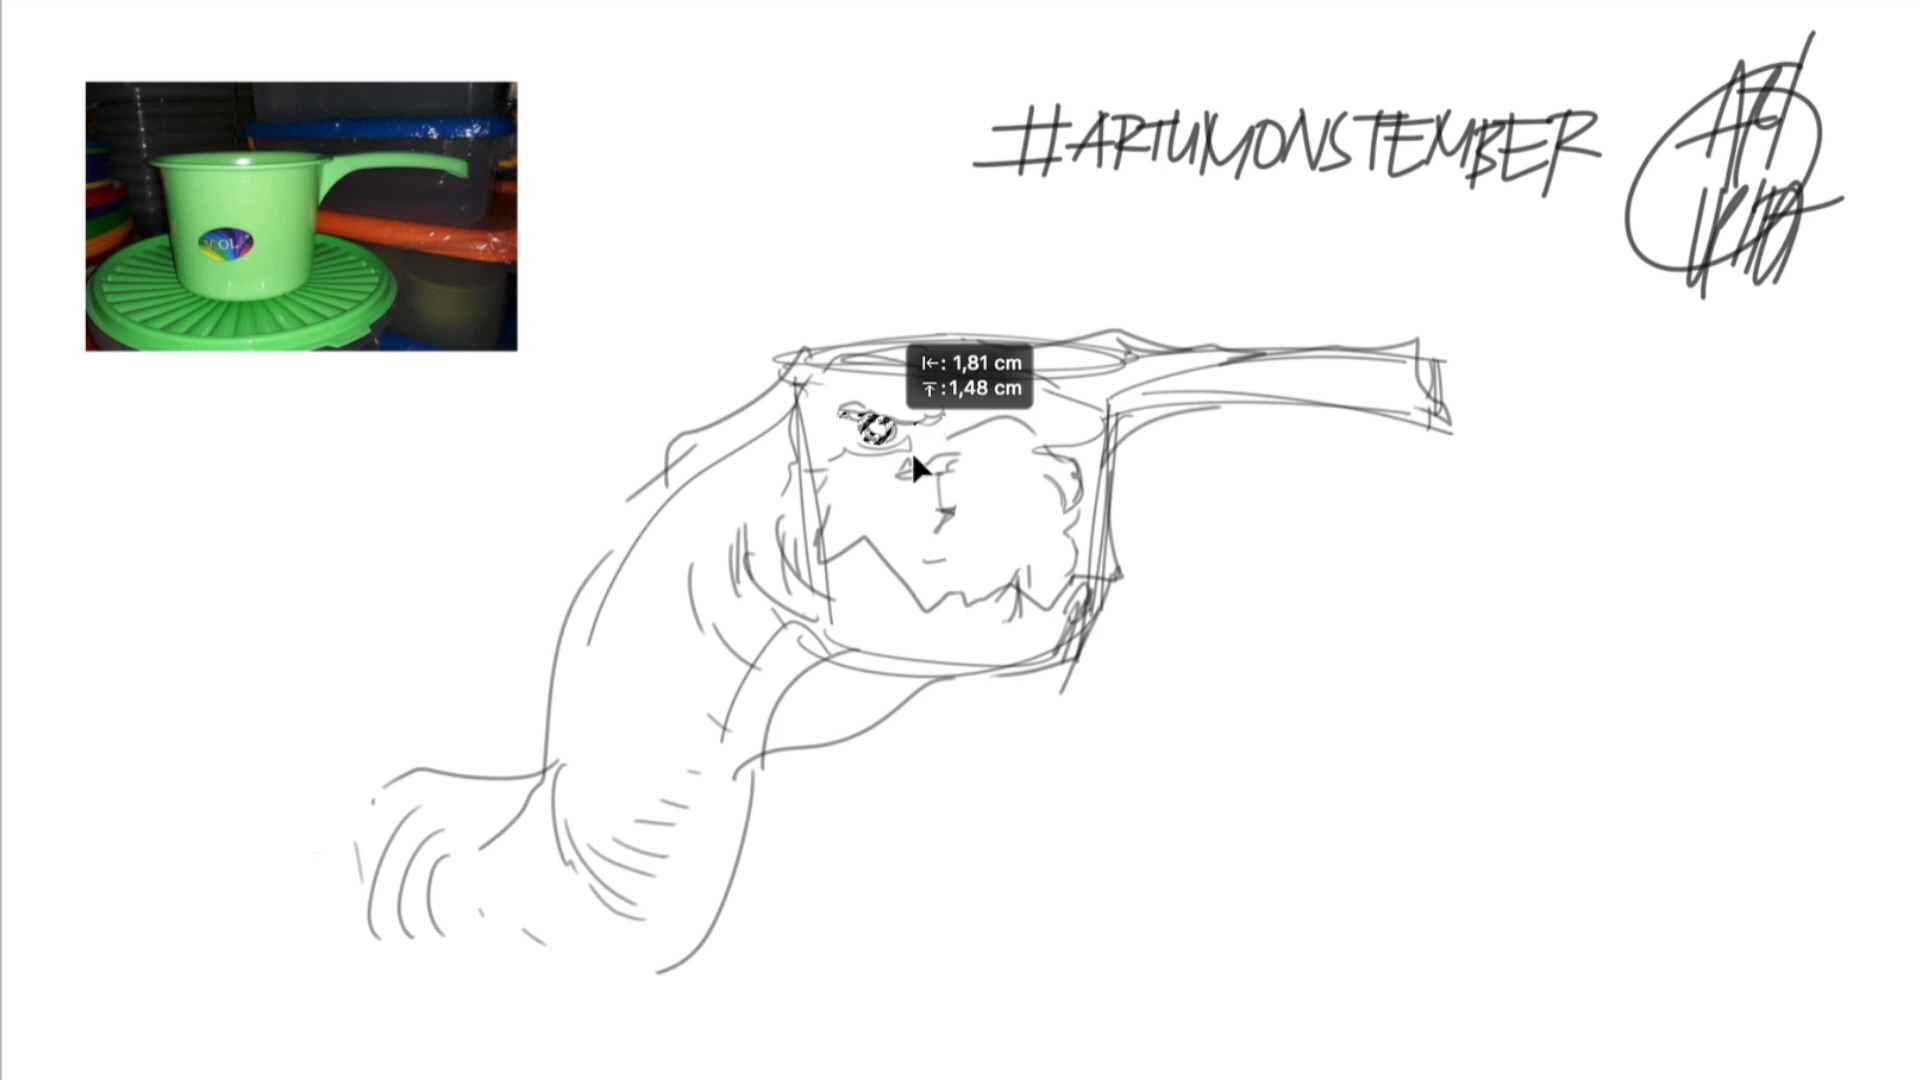 #ARTUMONSTEMBER
|←: 1,81 cm
↑: 1,48 cm